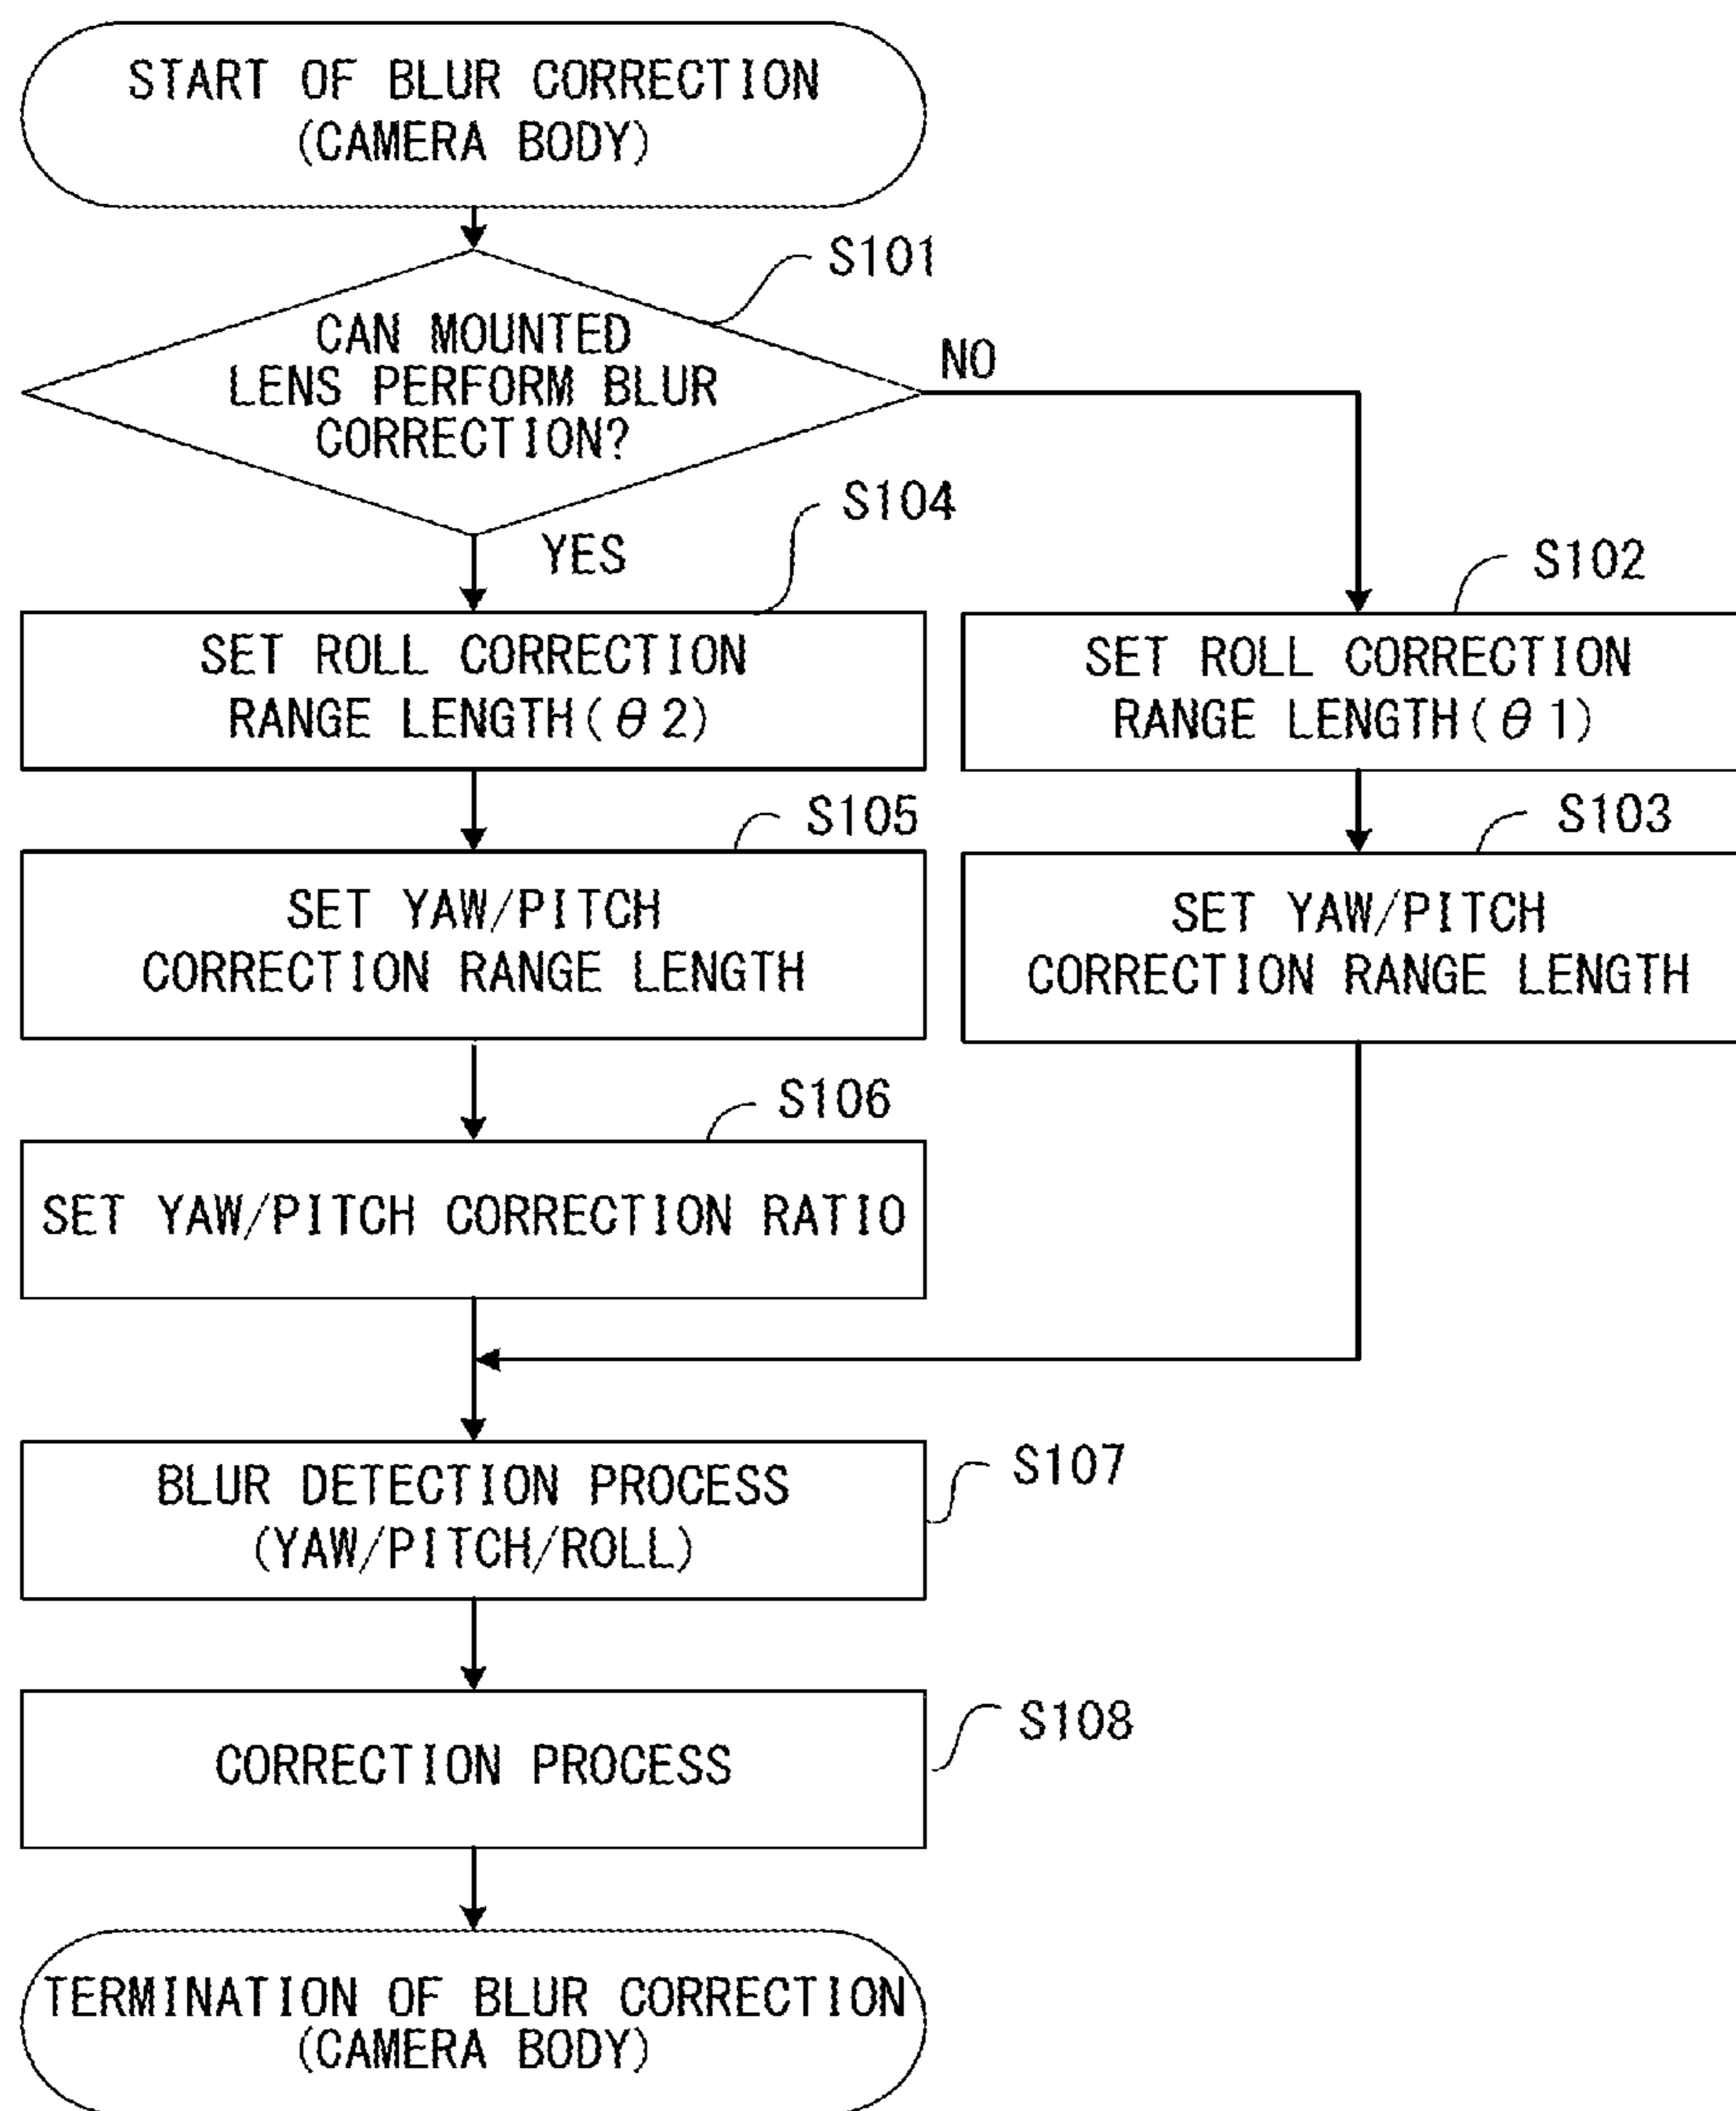 START OF BLUR CORRECTION
(CAMERA BODY)
S101
CAN MOUNTED
LENS PERFORM BLUR
CORRECTION?
NO
YES
S104
SET ROLL CORRECTION
RANGE LENGTH(θ2)
S102
SET ROLL CORRECTION
RANGE LENGTH(θ1)
S105
SET YAW/PITCH
CORRECTION RANGE LENGTH
S103
SET YAW/PITCH
CORRECTION RANGE LENGTH
S106
SET YAW/PITCH CORRECTION RATIO
BLUR DETECTION PROCESS
(YAW/PITCH/ROLL)
S107
CORRECTION PROCESS
S108
TERMINATION OF BLUR CORRECTION
(CAMERA BODY)